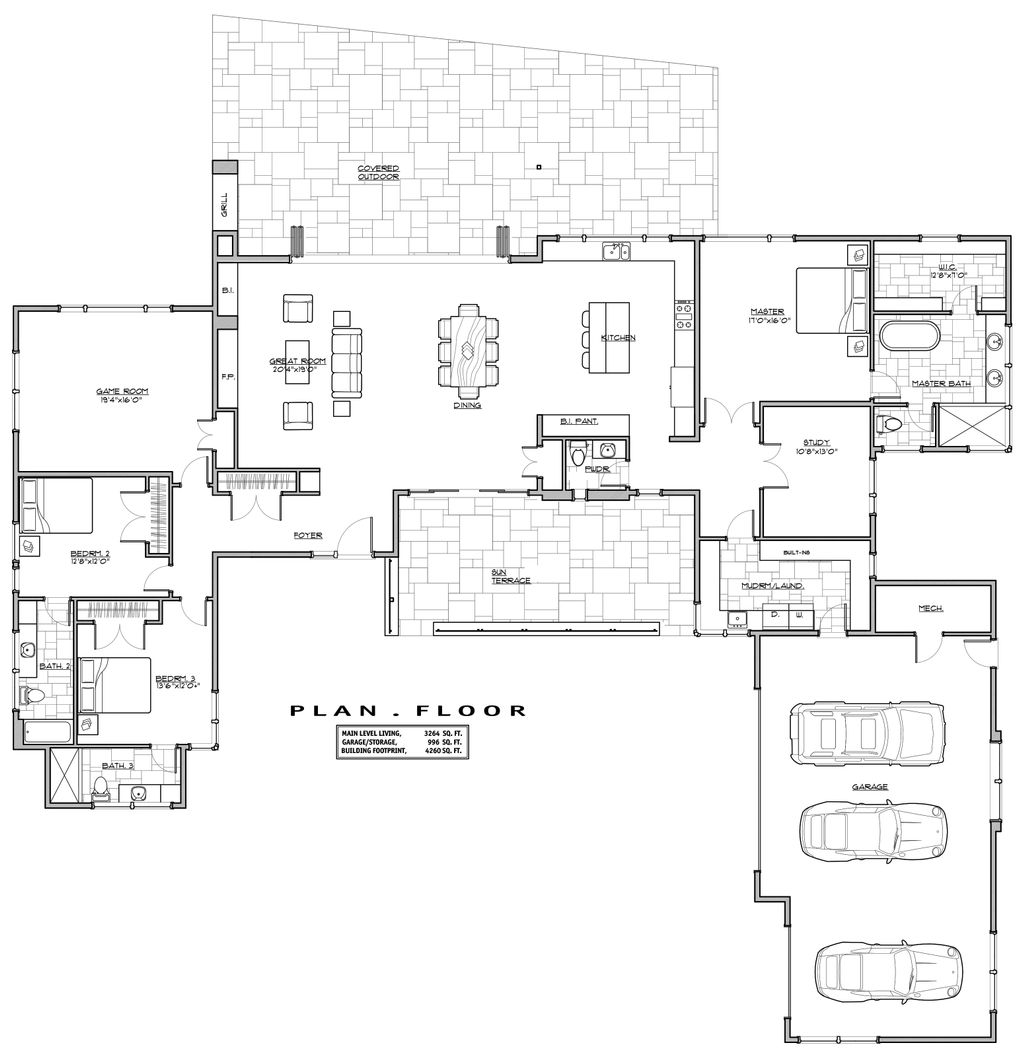 COVERED
OUTDOOR
GRILL
B.I.
F.P.
GREAT ROOM
20'4"x19'0"
DINING
KITCHEN
B.I. PANT.
PWDR.
MASTER
17'0"x16'0"
W.I.C.
12'8"x7'0"
MASTER BATH
STUDY
10'8"x13'0"
GAME ROOM
19'4"x16'0"
BEDRM. 2
12'8"x12'0"
FOYER
SUN
TERRACE
BUILT-INS
MUDRM./LAUND.
D.
W.
MECH.
BATH. 2
BEDRM. 3
13'6"x12'0"+
BATH. 3
GARAGE
PLAN . FLOOR
MAIN LEVEL LIVING, 3264 SQ. FT.
GARAGE/STORAGE, 996 SQ. FT.
BUILDING FOOTPRINT, 4260 SQ. FT.